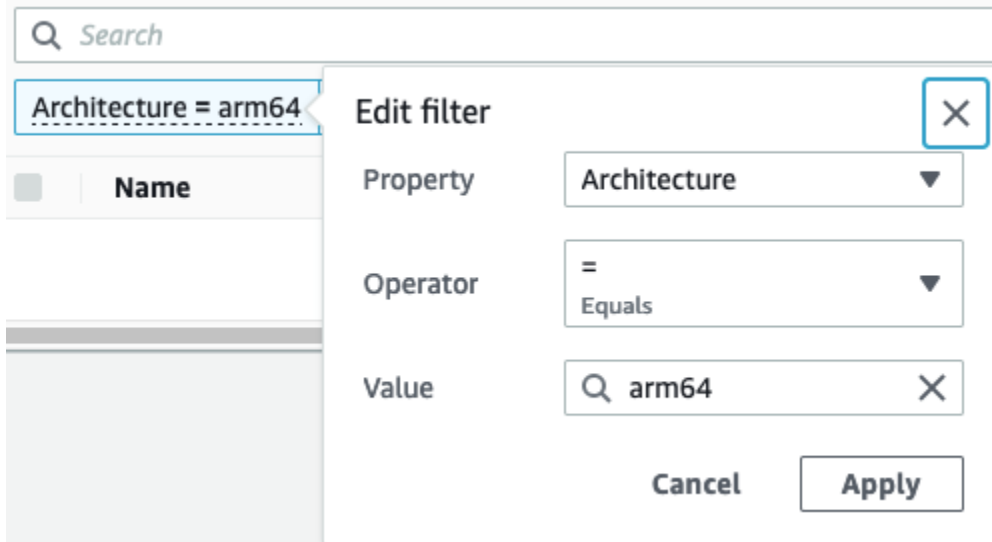 Search
Architecture = arm64
Edit filter
Name
Property
Architecture
Operator
=
Equals
Value
arm64
Cancel
Apply